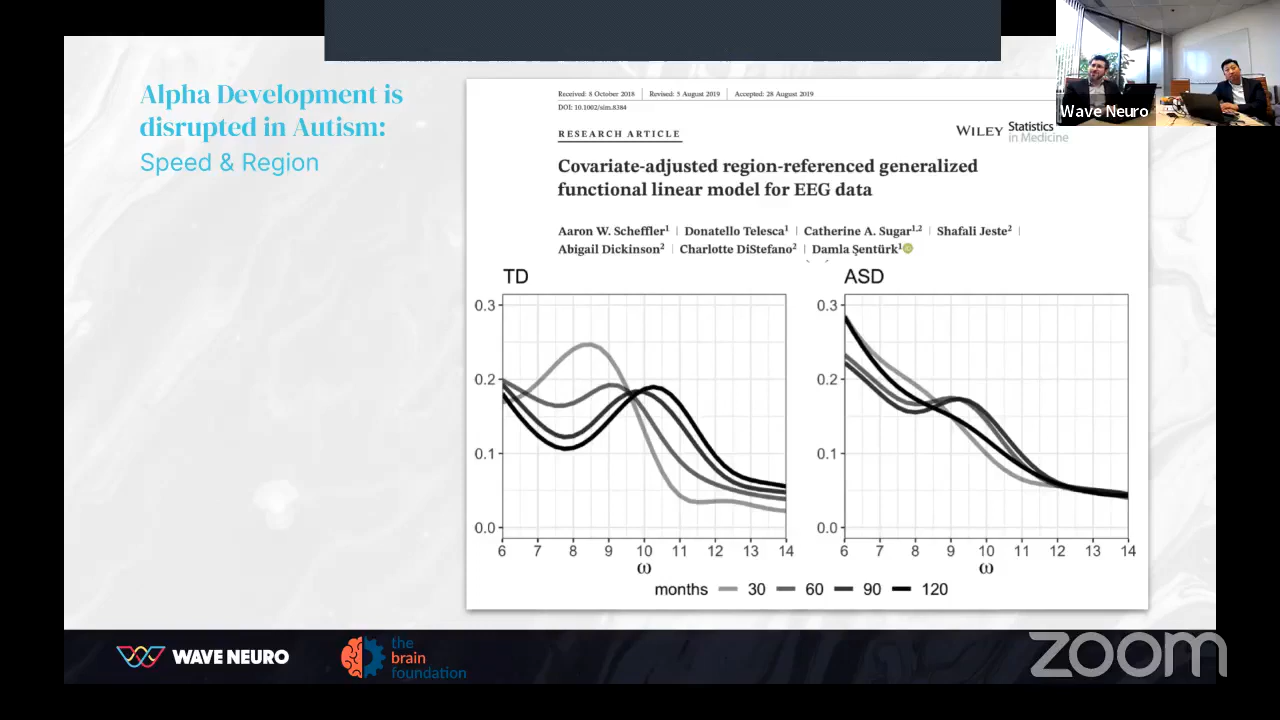 Alpha Development is
disrupted in Autism:
Speed & Region
Received: 8 October 2018 | Revised: 5 August 2019 | Accepted: 28 August 2019
DOI: 10.1002/sim.8384
RESEARCH ARTICLE
WILEY Statistics
in Medicine
Covariate-adjusted region-referenced generalized
functional linear model for EEG data
Aaron W. Scheffler1 | Donatello Telesca1 | Catherine A. Sugar1,2 | Shafali Jeste2 |
Abigail Dickinson2 | Charlotte DiStefano2 | Damla Şentürk1
TD
0.3
0.2
0.1
0.0
6 7 8 9 10 11 12 13 14
ω
ASD
0.3
0.2
0.1
0.0
6 7 8 9 10 11 12 13 14
ω
months 30 60 90 120
Wave Neuro
WAVE NEURO
the
brain
foundation
zoom